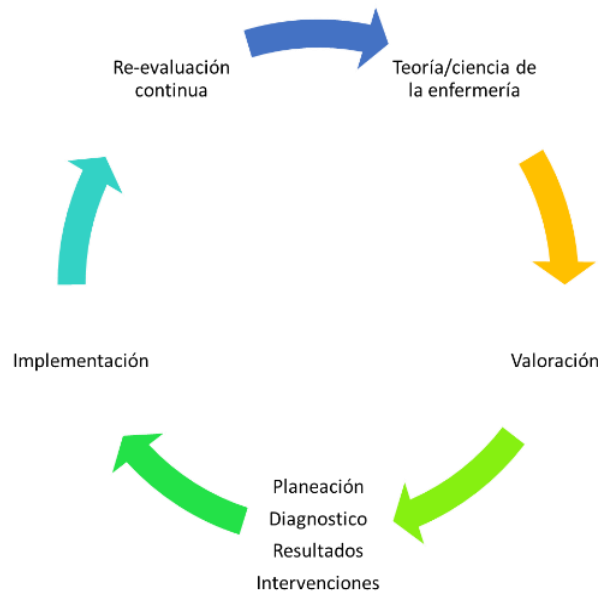 Re-evaluación
continua
Teoría/ciencia de
la enfermería
Valoración
Planeación
Diagnostico
Resultados
Intervenciones
Implementación